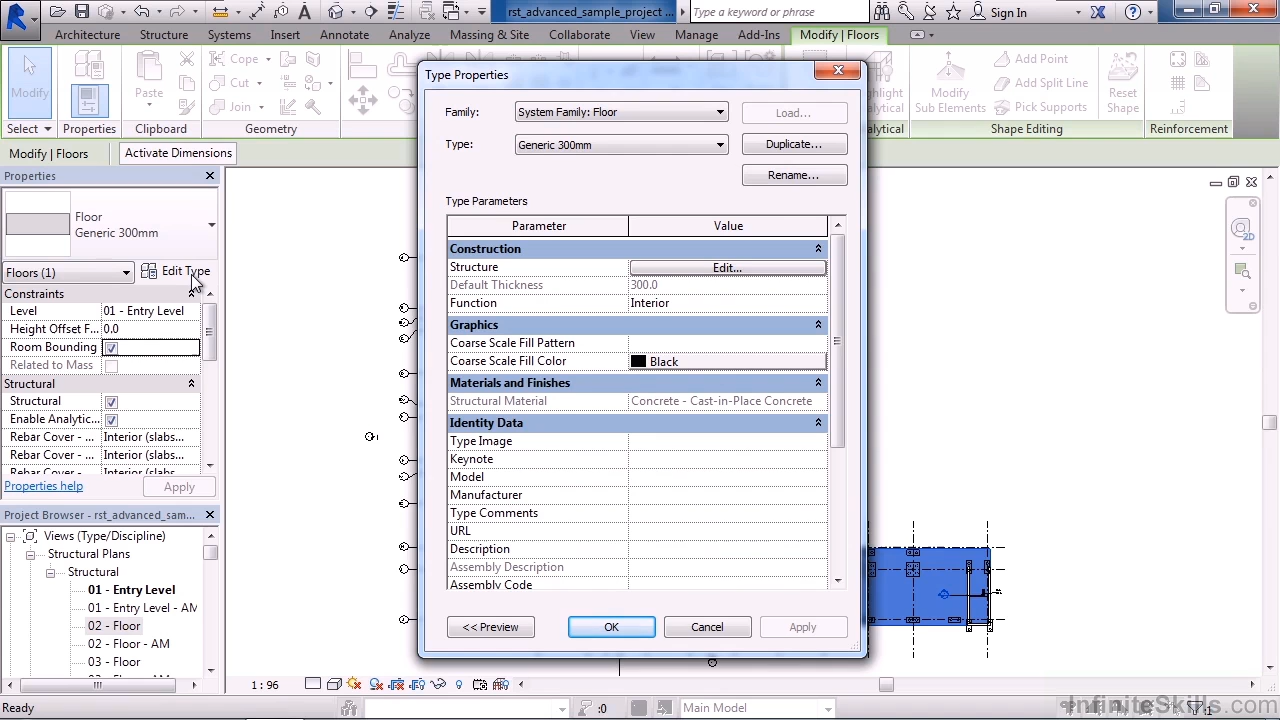 rst_advanced_sample_project ...
Type a keyword or phrase
Sign In
Architecture Structure Systems Insert Annotate Analyze Massing & Site Collaborate View Manage Add-Ins Modify | Floors
Modify
Paste
Cope
Cut
Join
Modify
Sub Elements
Add Point
Add Split Line
Pick Supports
Reset
Shape
Select Properties Clipboard Geometry Shape Editing Reinforcement
Modify | Floors Activate Dimensions
Properties
Floor
Generic 300mm
Floors (1) Edit Type
Constraints
Level 01 - Entry Level
Height Offset F... 0.0
Room Bounding
Related to Mass
Structural
Structural
Enable Analytic...
Rebar Cover - ... Interior (slabs...
Rebar Cover - ... Interior (slabs...
Rebar Cover - ... Interior (slabs...
Properties help Apply
Project Browser - rst_advanced_sam...
Views (Type/Discipline)
Structural Plans
Structural
01 - Entry Level
01 - Entry Level - AM
02 - Floor
02 - Floor - AM
03 - Floor
Type Properties
Family: System Family: Floor Load...
Type: Generic 300mm Duplicate...
Rename...
Type Parameters
Parameter Value
Construction
Structure Edit...
Default Thickness 300.0
Function Interior
Graphics
Coarse Scale Fill Pattern
Coarse Scale Fill Color Black
Materials and Finishes
Structural Material Concrete - Cast-in-Place Concrete
Identity Data
Type Image
Keynote
Model
Manufacturer
Type Comments
URL
Description
Assembly Description
Assembly Code
<< Preview OK Cancel Apply
1 : 96
Ready
:0
Main Model
InfiniteSkills.com